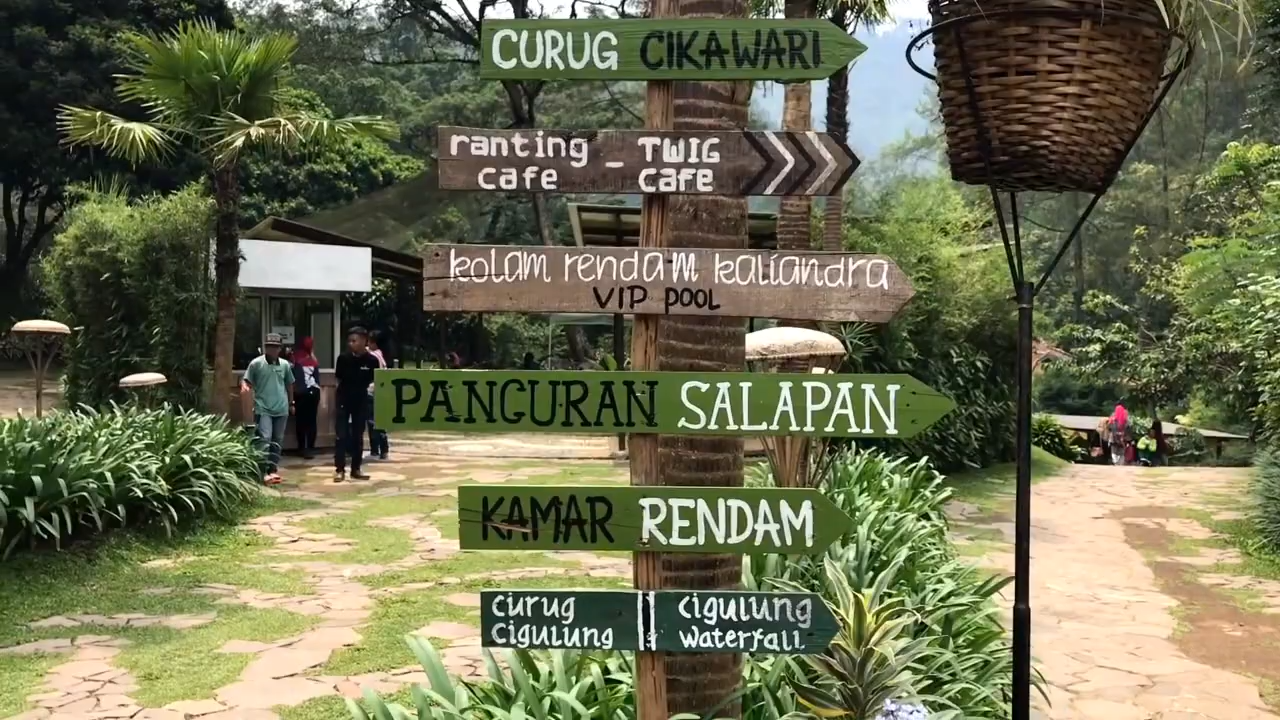 CURUG CIKAWARI
ranting _ TWIG
cafe cafe
kolam rendam kaliandra
VIP POOL
PANCURAN SALAPAN
KAMAR RENDAM
curug cigulung
Cigulung waterfall